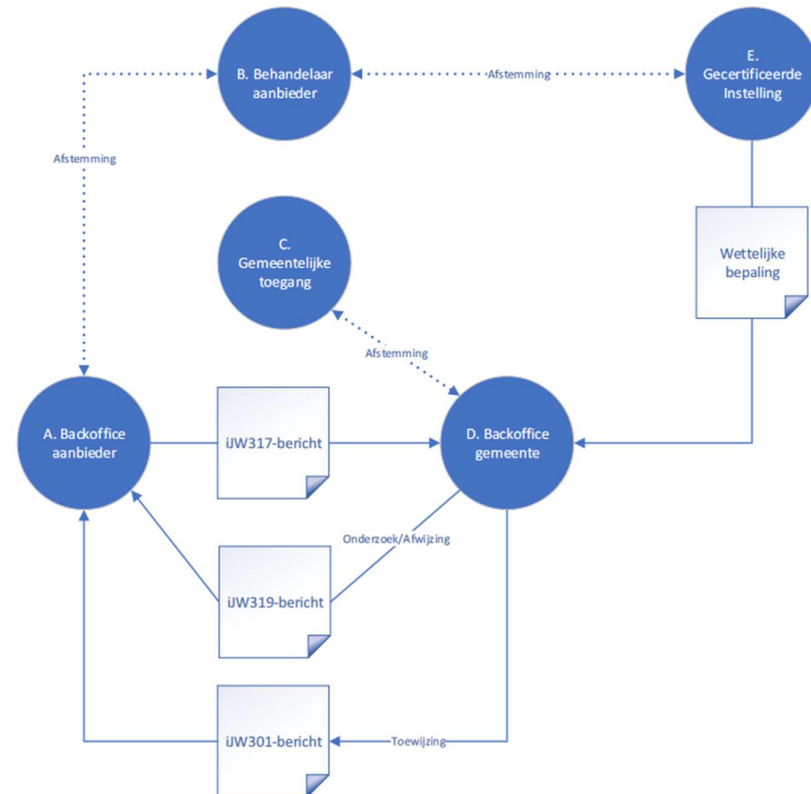 B. Behandelaar
aanbieder
Afstemming
E.
Gecertificeerde
Instelling
Afstemming
C.
Gemeentelijke
toegang
Wettelijke
bepaling
Afstemming
A. Backoffice
aanbieder
iJW317-bericht
D. Backoffice
gemeente
Onderzoek/Afwijzing
iJW319-bericht
iJW301-bericht
Toewijzing